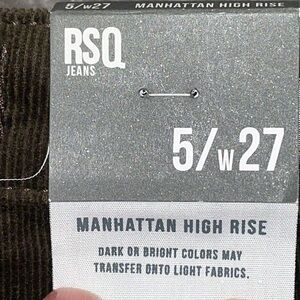 5/w27 MANHATTAN HIGH RISE
RSQ
JEANS
5/w27
MANHATTAN HIGH RISE
DARK OR BRIGHT COLORS MAY
TRANSFER ONTO LIGHT FABRICS.